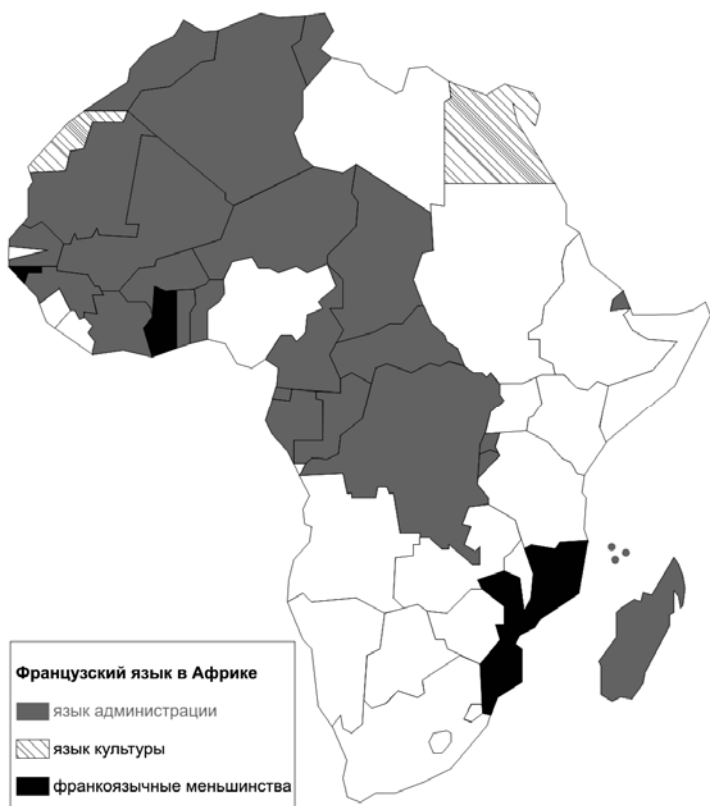 Французский язык в Африке
язык администрации
язык культуры
франкоязычные меньшинства